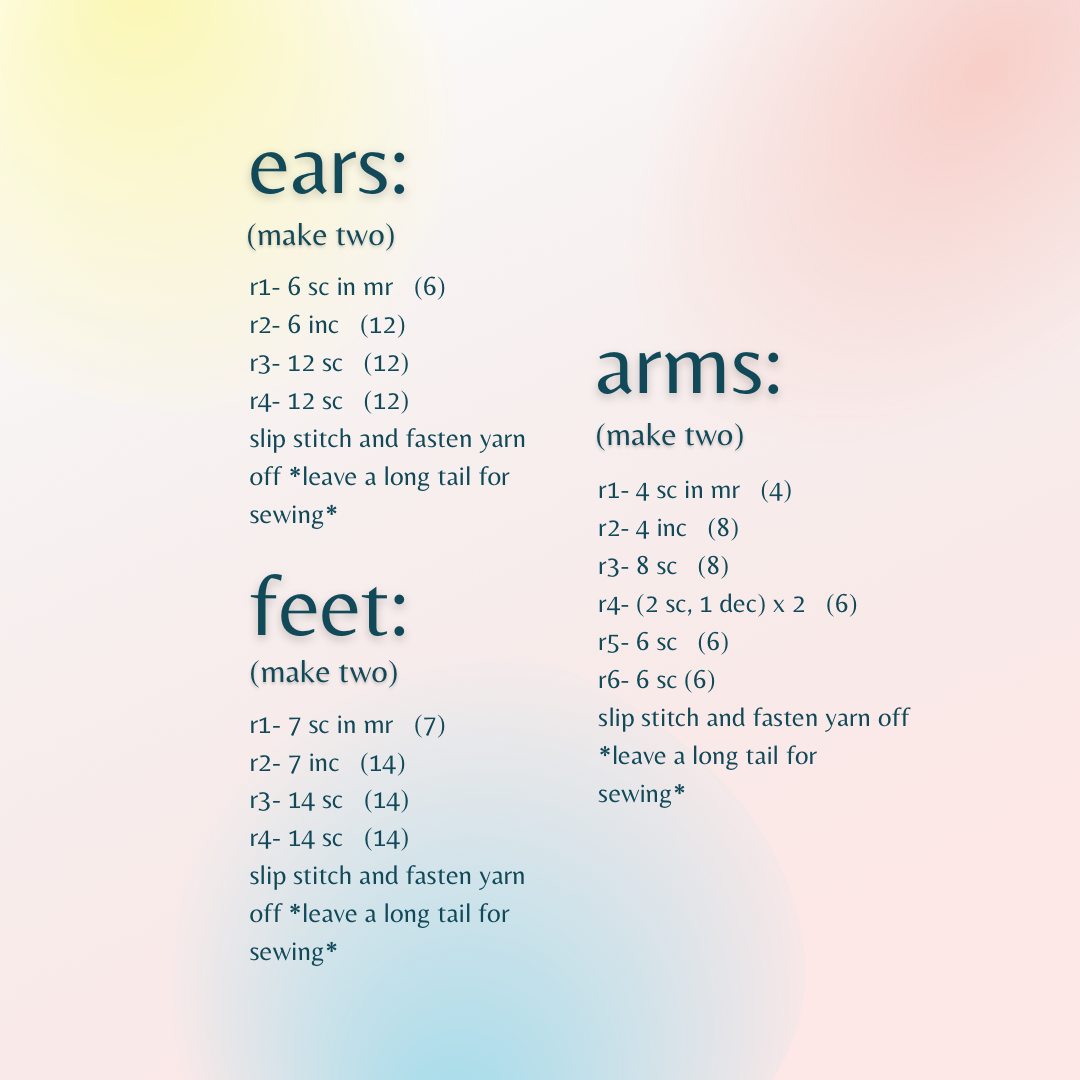 ears:
(make two)
r1- 6 sc in mr (6)
r2- 6 inc (12)
r3- 12 sc (12)
r4- 12 sc (12)
slip stitch and fasten yarn
off *leave a long tail for
sewing*
feet:
(make two)
r1- 7 sc in mr (7)
r2- 7 inc (14)
r3- 14 sc (14)
r4- 14 sc (14)
slip stitch and fasten yarn
off *leave a long tail for
sewing*
arms:
(make two)
r1- 4 sc in mr (4)
r2- 4 inc (8)
r3- 8 sc (8)
r4- (2 sc, 1 dec) x 2 (6)
r5- 6 sc (6)
r6- 6 sc (6)
slip stitch and fasten yarn off
*leave a long tail for
sewing*